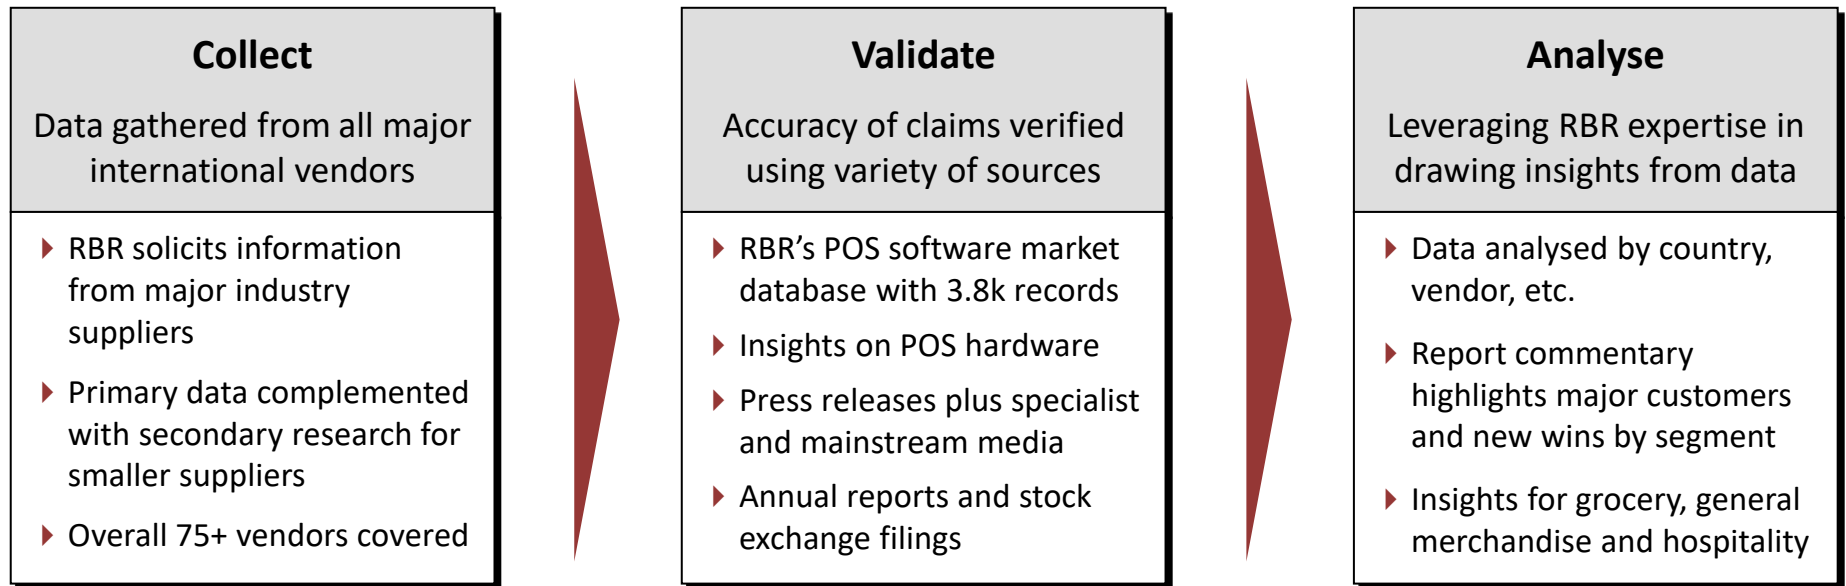 Collect
Data gathered from all major
international vendors
RBR solicits information
from major industry
suppliers
Primary data complemented
with secondary research for
smaller suppliers
Overall 75+ vendors covered
Validate
Accuracy of claims verified
using variety of sources
RBR’s POS software market
database with 3.8k records
Insights on POS hardware
Press releases plus specialist
and mainstream media
Annual reports and stock
exchange filings
Analyse
Leveraging RBR expertise in
drawing insights from data
Data analysed by country,
vendor, etc.
Report commentary
highlights major customers
and new wins by segment
Insights for grocery, general
merchandise and hospitality